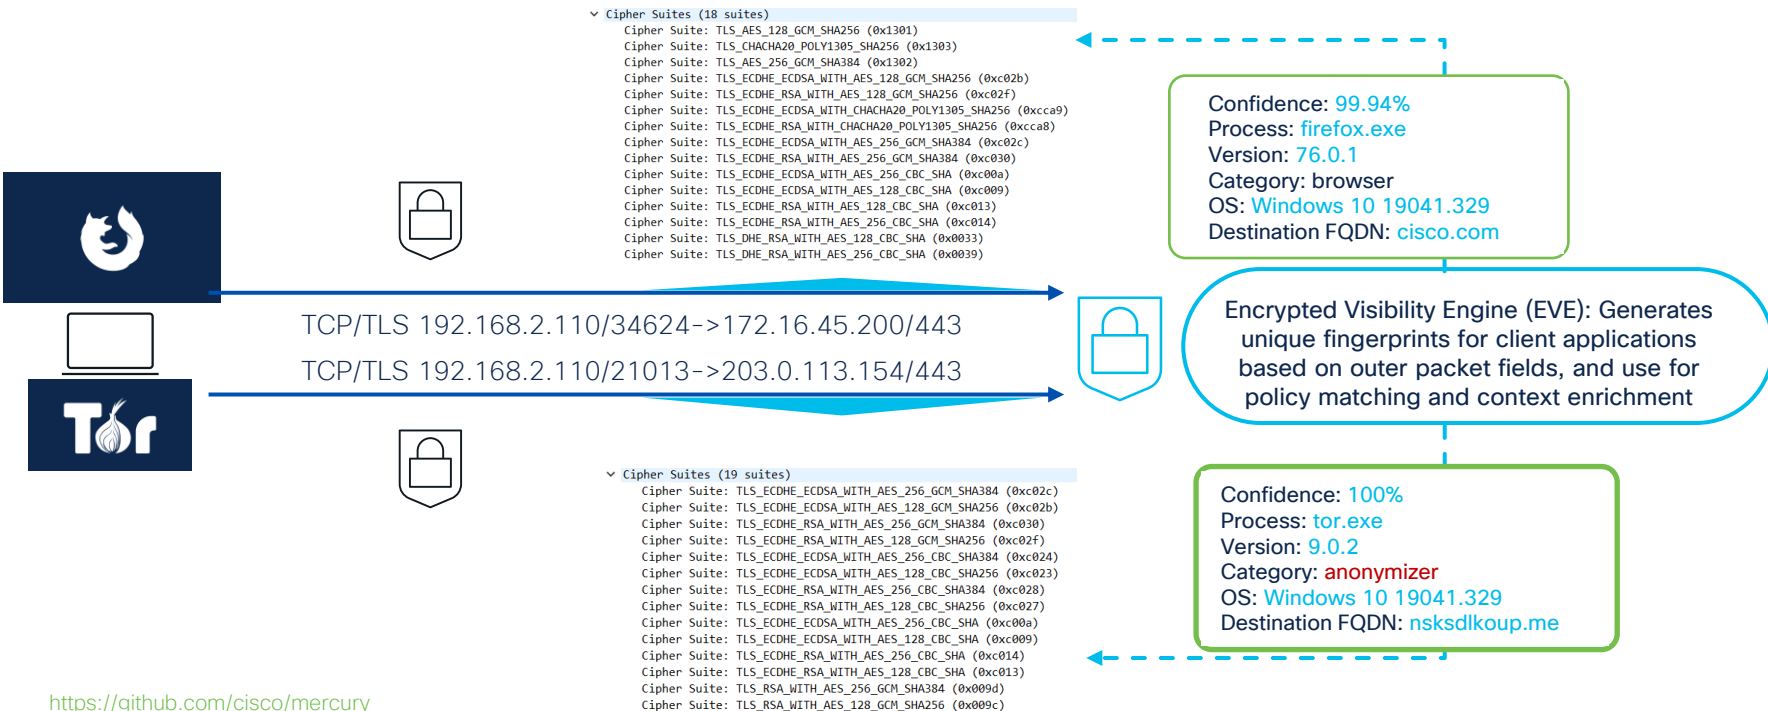 Cipher Suites (18 suites)
Cipher Suite: TLS_AES_128_GCM_SHA256 (0x1301)
Cipher Suite: TLS_CHACHA20_POLY1305_SHA256 (0x1303)
Cipher Suite: TLS_AES_256_GCM_SHA384 (0x1302)
Cipher Suite: TLS_ECDHE_ECDSA_WITH_AES_128_GCM_SHA256 (0xc02b)
Cipher Suite: TLS_ECDHE_RSA_WITH_AES_128_GCM_SHA256 (0xc02f)
Cipher Suite: TLS_ECDHE_ECDSA_WITH_CHACHA20_POLY1305_SHA256 (0xcca9)
Cipher Suite: TLS_ECDHE_RSA_WITH_CHACHA20_POLY1305_SHA256 (0xcca8)
Cipher Suite: TLS_ECDHE_ECDSA_WITH_AES_256_GCM_SHA384 (0xc02c)
Cipher Suite: TLS_ECDHE_RSA_WITH_AES_256_GCM_SHA384 (0xc030)
Cipher Suite: TLS_ECDHE_ECDSA_WITH_AES_256_CBC_SHA (0xc00a)
Cipher Suite: TLS_ECDHE_ECDSA_WITH_AES_128_CBC_SHA (0xc009)
Cipher Suite: TLS_ECDHE_RSA_WITH_AES_128_CBC_SHA (0xc013)
Cipher Suite: TLS_ECDHE_RSA_WITH_AES_256_CBC_SHA (0xc014)
Cipher Suite: TLS_DHE_RSA_WITH_AES_128_CBC_SHA (0x0033)
Cipher Suite: TLS_DHE_RSA_WITH_AES_256_CBC_SHA (0x0039)
Confidence: 99.94%
Process: firefox.exe
Version: 76.0.1
Category: browser
OS: Windows 10 19041.329
Destination FQDN: cisco.com
TCP/TLS 192.168.2.110/34624->172.16.45.200/443
TCP/TLS 192.168.2.110/21013->203.0.113.154/443
Encrypted Visibility Engine (EVE): Generates
unique fingerprints for client applications
based on outer packet fields, and use for
policy matching and context enrichment
Tor
Cipher Suites (19 suites)
Cipher Suite: TLS_ECDHE_ECDSA_WITH_AES_256_GCM_SHA384 (0xc02c)
Cipher Suite: TLS_ECDHE_ECDSA_WITH_AES_128_GCM_SHA256 (0xc02b)
Cipher Suite: TLS_ECDHE_RSA_WITH_AES_256_GCM_SHA384 (0xc030)
Cipher Suite: TLS_ECDHE_RSA_WITH_AES_128_GCM_SHA256 (0xc02f)
Cipher Suite: TLS_ECDHE_ECDSA_WITH_AES_256_CBC_SHA384 (0xc024)
Cipher Suite: TLS_ECDHE_ECDSA_WITH_AES_128_CBC_SHA256 (0xc023)
Cipher Suite: TLS_ECDHE_RSA_WITH_AES_256_CBC_SHA384 (0xc028)
Cipher Suite: TLS_ECDHE_RSA_WITH_AES_128_CBC_SHA256 (0xc027)
Cipher Suite: TLS_ECDHE_ECDSA_WITH_AES_256_CBC_SHA (0xc00a)
Cipher Suite: TLS_ECDHE_ECDSA_WITH_AES_128_CBC_SHA (0xc009)
Cipher Suite: TLS_ECDHE_RSA_WITH_AES_256_CBC_SHA (0xc014)
Cipher Suite: TLS_ECDHE_RSA_WITH_AES_128_CBC_SHA (0xc013)
Cipher Suite: TLS_RSA_WITH_AES_256_GCM_SHA384 (0x009d)
Cipher Suite: TLS_RSA_WITH_AES_128_GCM_SHA256 (0x009c)
Confidence: 100%
Process: tor.exe
Version: 9.0.2
Category: anonymizer
OS: Windows 10 19041.329
Destination FQDN: nsksdlkoup.me
https://github.com/cisco/mercury